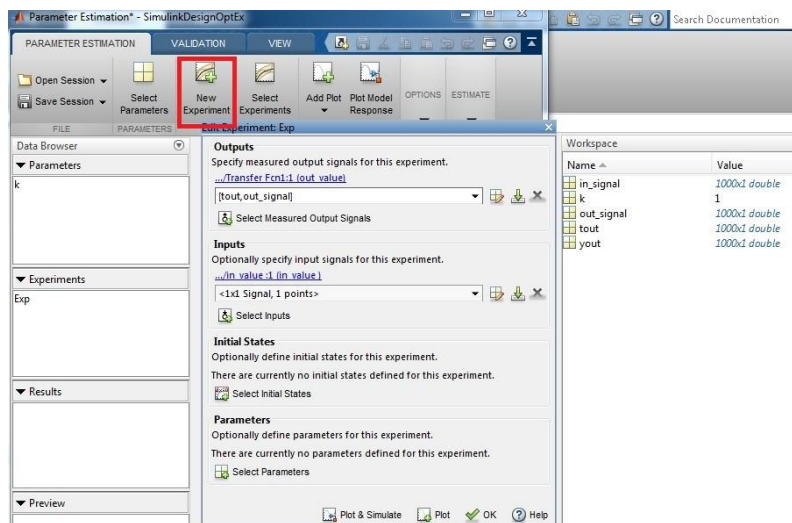 Parameter Estimation* - SimulinkDesignOptEx
Search Documentation
PARAMETER ESTIMATION
VALIDATION
VIEW
Open Session
Save Session
Select Parameters
New Experiment
Select Experiments
Add Plot
Plot Model Response
OPTIONS
ESTIMATE
FILE
PARAMETERS
Edit Experiment: Exp
Data Browser
Parameters
k
Experiments
Exp
Results
Preview
Outputs
Specify measured output signals for this experiment.
.../Transfer Fcn1:1 (out_value)
[tout,out_signal]
Select Measured Output Signals
Inputs
Optionally specify input signals for this experiment.
.../in_value :1 (in_value )
<1x1 Signal, 1 points>
Select Inputs
Initial States
Optionally define initial states for this experiment.
There are currently no initial states defined for this experiment.
Select Initial States
Parameters
Optionally define parameters for this experiment.
There are currently no parameters defined for this experiment.
Select Parameters
Plot & Simulate
Plot
OK
Help
Workspace
Name
Value
in_signal
1000x1 double
k
1
out_signal
1000x1 double
tout
1000x1 double
yout
1000x1 double